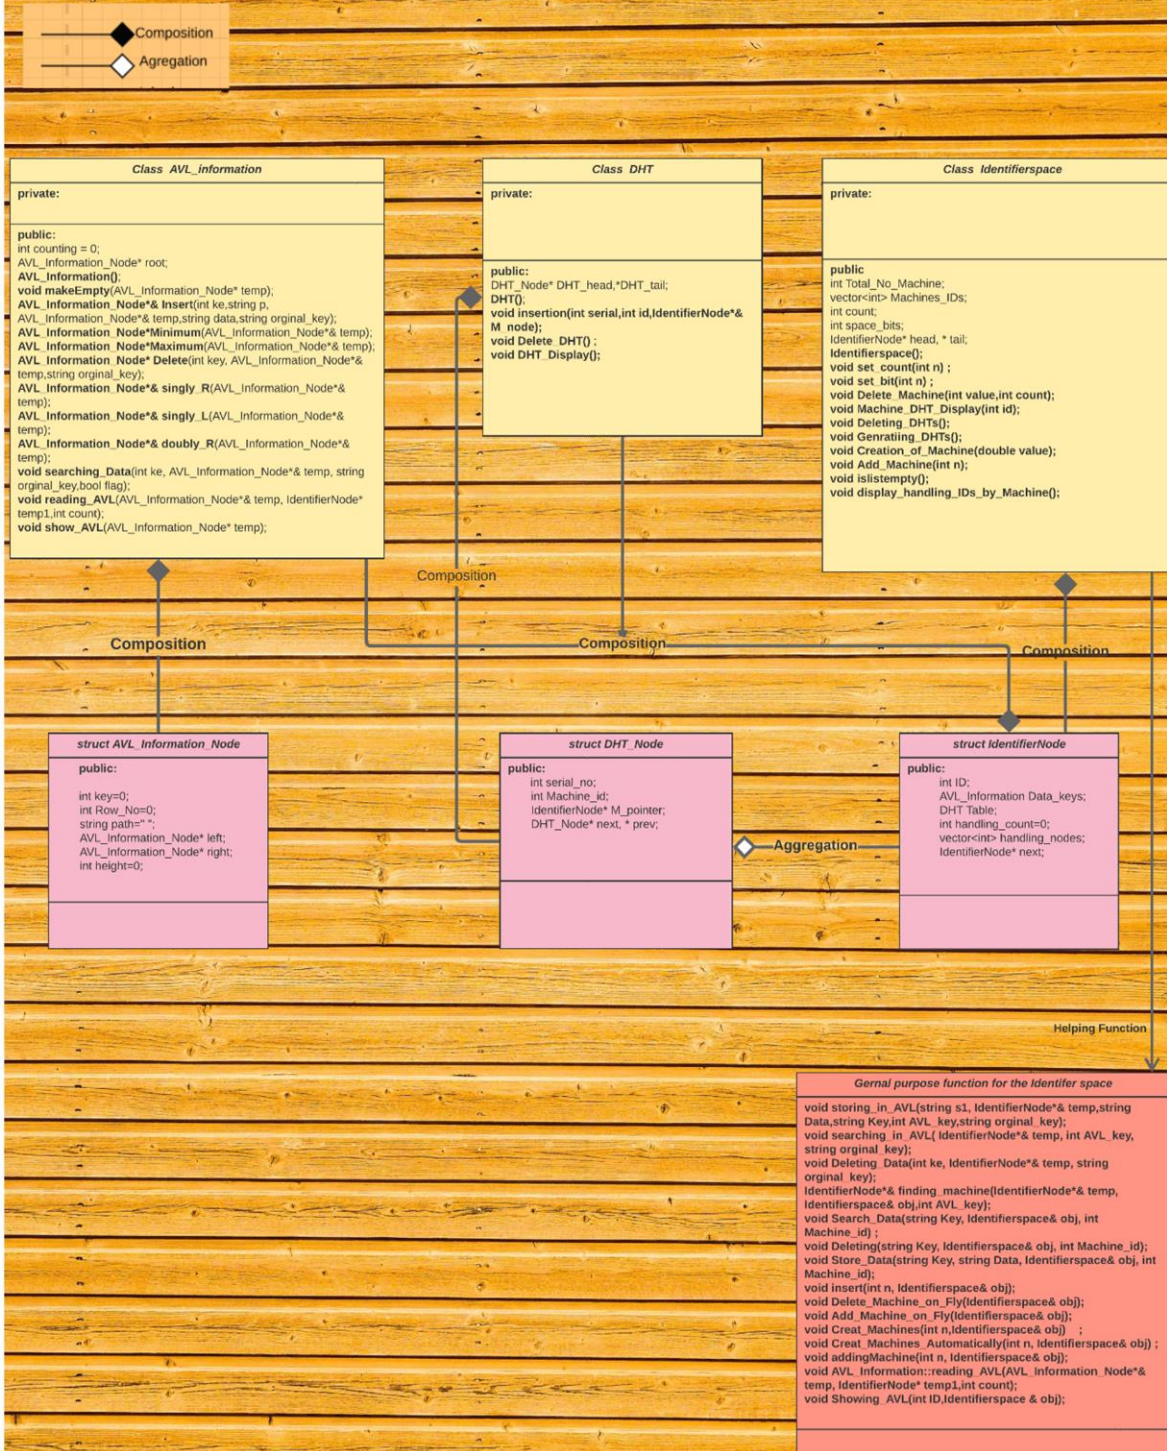 Composition
Agregation
Class AVL_information
private:
public:
int counting = 0;
AVL_Information_Node* root;
AVL_Information();
void makeEmpty(AVL_Information_Node* temp);
AVL_Information_Node*& Insert(int ke,string p,
AVL_Information_Node*& temp,string data,string orginal_key);
AVL_Information_Node*Minimum(AVL_Information_Node*& temp);
AVL_Information_Node*Maximum(AVL_Information_Node*& temp);
AVL_Information_Node* Delete(int key, AVL_Information_Node*&
temp,string orginal_key);
AVL_Information_Node*& singly_R(AVL_Information_Node*&
temp);
AVL_Information_Node*& singly_L(AVL_Information_Node*&
temp);
AVL_Information_Node*& doubly_R(AVL_Information_Node*&
temp);
void searching_Data(int ke, AVL_Information_Node*& temp, string
orginal_key,bool flag);
void reading_AVL(AVL_Information_Node*& temp, IdentifierNode*
temp1,int count);
void show_AVL(AVL_Information_Node* temp);
Class DHT
private:
public:
DHT_Node* DHT_head,*DHT_tail;
DHT();
void insertion(int serial,int id,IdentifierNode*&
M_node);
void Delete_DHT() ;
void DHT_Display();
Class Identifierspace
private:
public
int Total_No_Machine;
vector<int> Machines_IDs;
int count;
int space_bits;
IdentifierNode* head, * tail;
Identifierspace();
void set_count(int n) ;
void set_bit(int n) ;
void Delete_Machine(int value,int count);
void Machine_DHT_Display(int id);
void Deleting_DHTs();
void Genratiing_DHTs();
void Creation_of_Machine(double value);
void Add_Machine(int n);
void islistempty();
void display_handling_IDs_by_Machine();
Composition
Composition
Composition
Composition
struct AVL_Information_Node
public:
int key=0;
int Row_No=0;
string path=" ";
AVL_Information_Node* left;
AVL_Information_Node* right;
int height=0;
struct DHT_Node
public:
int serial_no;
int Machine_id;
IdentifierNode* M_pointer;
DHT_Node* next, * prev;
Aggregation
struct IdentifierNode
public:
int ID;
AVL_Information Data_keys;
DHT Table;
int handling_count=0;
vector<int> handling_nodes;
IdentifierNode* next;
Helping Function
Gernal purpose function for the Identifer space
void storing_in_AVL(string s1, IdentifierNode*& temp,string
Data,string Key,int AVL_key,string orginal_key);
void searching_in_AVL( IdentifierNode*& temp, int AVL_key,
string orginal_key);
void Deleting_Data(int ke, IdentifierNode*& temp, string
orginal_key);
IdentifierNode*& finding_machine(IdentifierNode*& temp,
Identifierspace& obj,int AVL_key);
void Search_Data(string Key, Identifierspace& obj, int
Machine_id) ;
void Deleting(string Key, Identifierspace& obj, int Machine_id);
void Store_Data(string Key, string Data, Identifierspace& obj, int
Machine_id);
void insert(int n, Identifierspace& obj);
void Delete_Machine_on_Fly(Identifierspace& obj);
void Add_Machine_on_Fly(Identifierspace& obj);
void Creat_Machines(int n,Identifierspace& obj) ;
void Creat_Machines_Automatically(int n, Identifierspace& obj) ;
void addingMachine(int n, Identifierspace& obj);
void AVL_Information::reading_AVL(AVL_Information_Node*&
temp, IdentifierNode* temp1,int count);
void Showing_AVL(int ID,Identifierspace & obj);